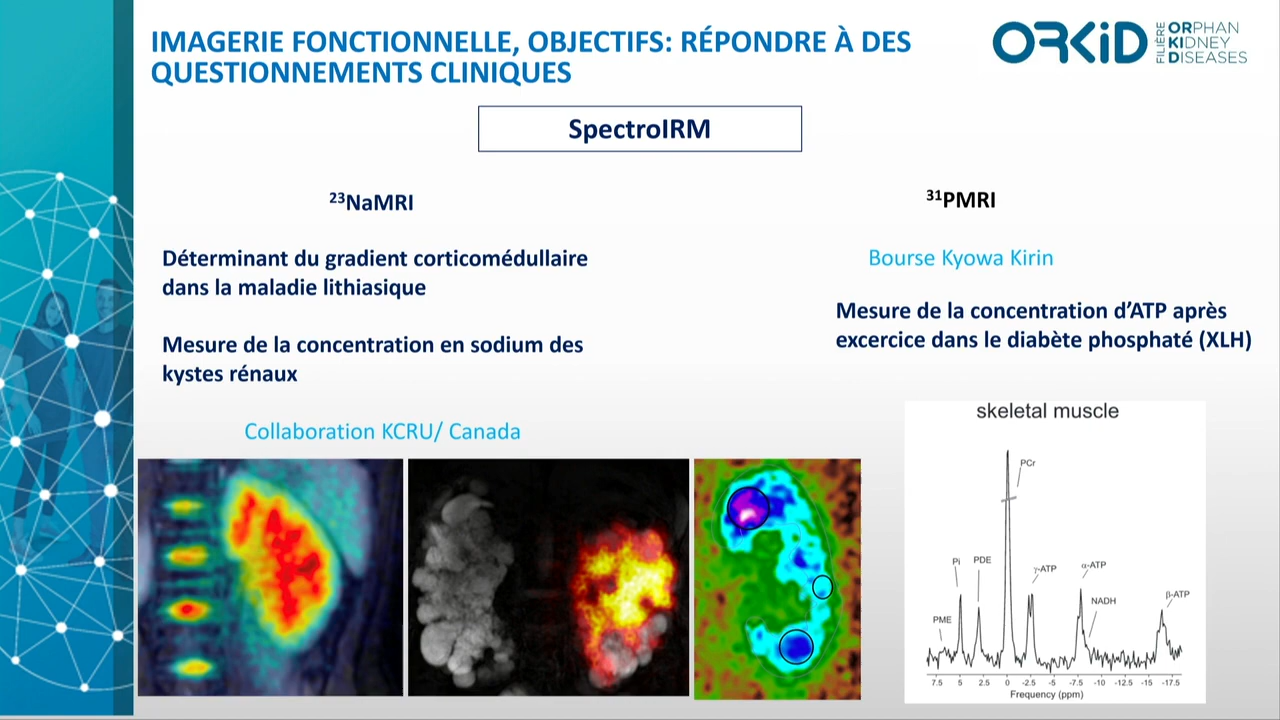 IMAGERIE FONCTIONNELLE, OBJECTIFS: RÉPONDRE À DES
QUESTIONNEMENTS CLINIQUES
ORKiD
FILIÈRE
ORPHAN
KIDNEY
DISEASES
SpectroIRM
²³NaMRI
Déterminant du gradient corticomédullaire
dans la maladie lithiasique
Mesure de la concentration en sodium des
kystes rénaux
Collaboration KCRU/ Canada
³¹PMRI
Bourse Kyowa Kirin
Mesure de la concentration d’ATP après
excercice dans le diabète phosphaté (XLH)
skeletal muscle
PCr
Pi
PDE
γ-ATP
α-ATP
NADH
β-ATP
PME
7.5 5 2.5 0 -2.5 -5 -7.5 -10 -12.5 -15 -17.5
Frequency (ppm)